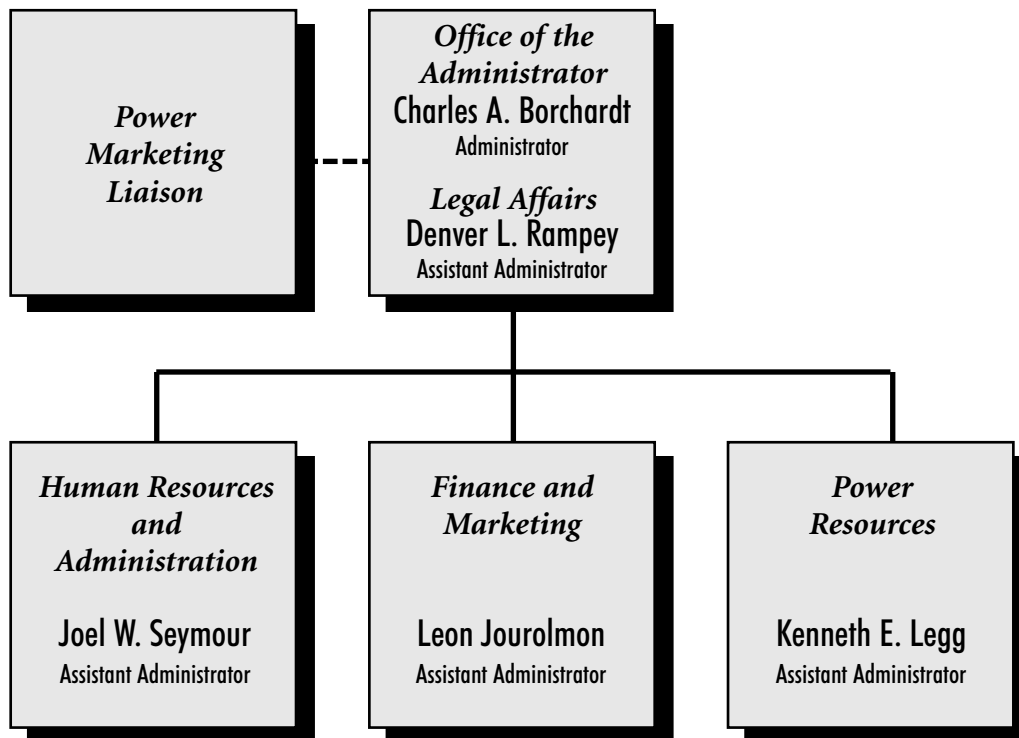 Power
Marketing
Liaison
Office of the
Administrator
Charles A. Borchardt
Administrator
Legal Affairs
Denver L. Rampey
Assistant Administrator
Human Resources
and
Administration
Joel W. Seymour
Assistant Administrator
Finance and
Marketing
Leon Jourolmon
Assistant Administrator
Power
Resources
Kenneth E. Legg
Assistant Administrator